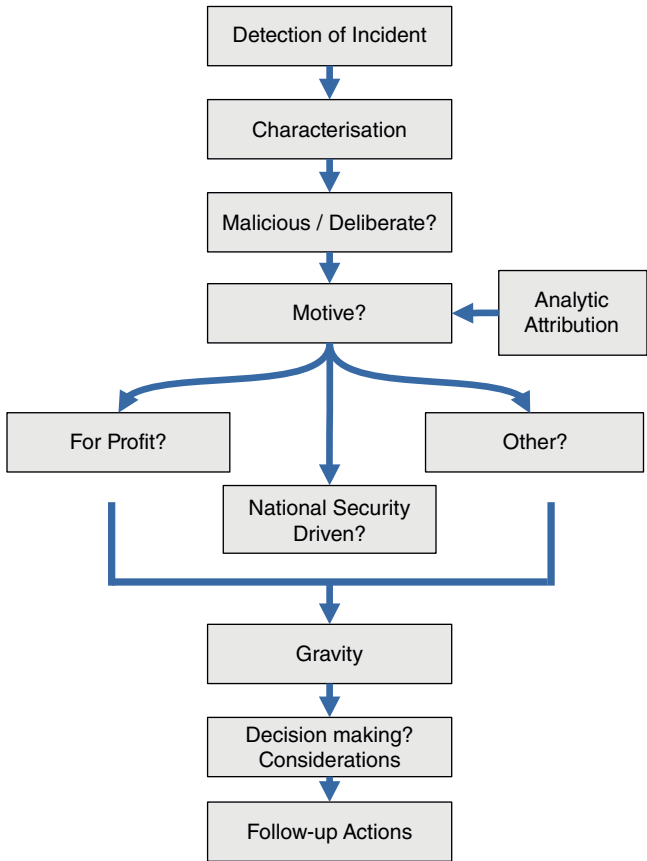 Detection of Incident
Characterisation
Malicious / Deliberate?
Motive?
Analytic
Attribution
For Profit?
Other?
National Security
Driven?
Gravity
Decision making?
Considerations
Follow-up Actions